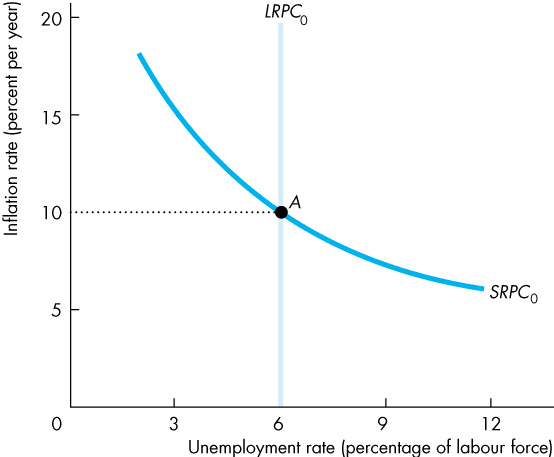 Inflation rate (percent per year)
20
15
10
5
0
3
6
9
12
LRPC0
A
SRPC0
Unemployment rate (percentage of labour force)